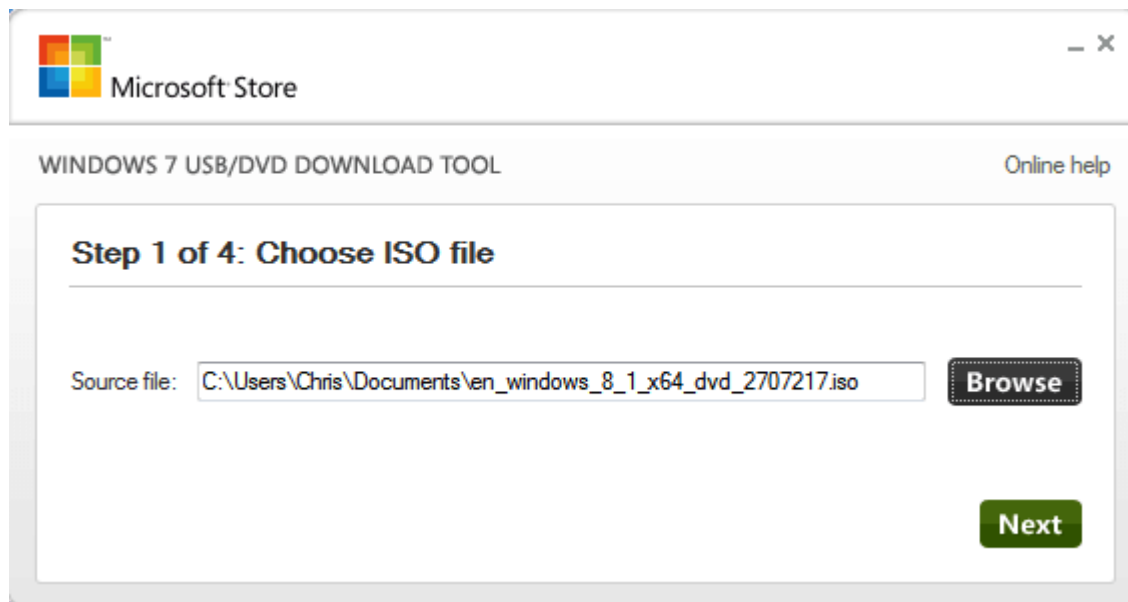 Microsoft Store
WINDOWS 7 USB/DVD DOWNLOAD TOOL Online help
Step 1 of 4: Choose ISO file
Source file: C:\Users\Chris\Documents\en_windows_8_1_x64_dvd_2707217.iso Browse
Next